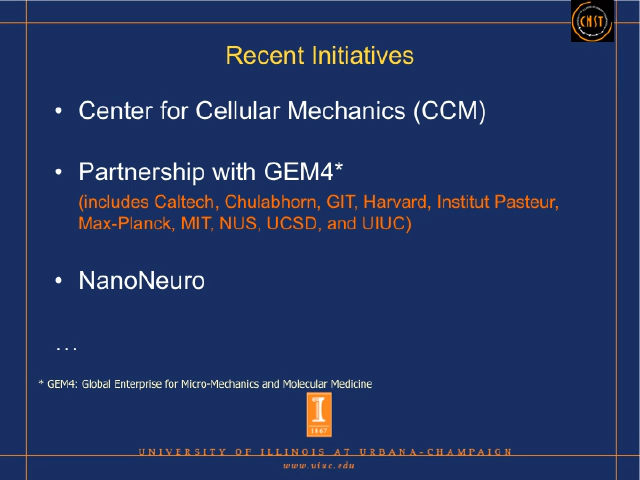 CNST
Recent Initiatives
• Center for Cellular Mechanics (CCM)
• Partnership with GEM4*
(includes Caltech, Chulabhorn, GIT, Harvard, Institut Pasteur,
Max-Planck, MIT, NUS, UCSD, and UIUC)
• NanoNeuro
…
* GEM4: Global Enterprise for Micro-Mechanics and Molecular Medicine
I
1867
UNIVERSITY OF ILLINOIS AT URBANA-CHAMPAIGN
www.uiuc.edu